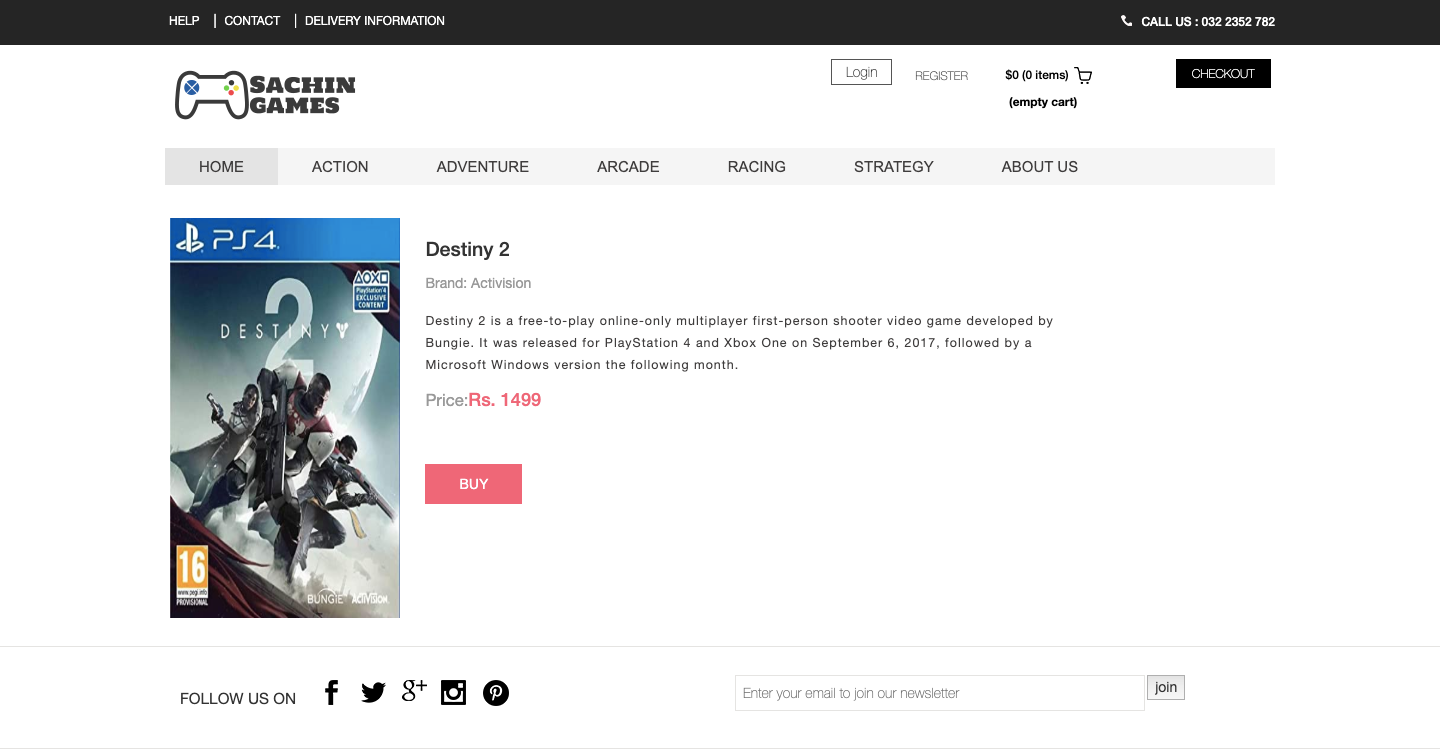 HELP | CONTACT | DELIVERY INFORMATION
CALL US : 032 2352 782
SACHIN
GAMES
Login
REGISTER
$0 (0 items)
(empty cart)
CHECKOUT
HOME ACTION ADVENTURE ARCADE RACING STRATEGY ABOUT US
PS4
PlayStation 4
EXCLUSIVE
CONTENT
2
DESTINY
16
www.pegi.info
PROVISIONAL
BUNGiE ACTIVISION
Destiny 2
Brand: Activision
Destiny 2 is a free-to-play online-only multiplayer first-person shooter video game developed by
Bungie. It was released for PlayStation 4 and Xbox One on September 6, 2017, followed by a
Microsoft Windows version the following month.
Price:Rs. 1499
BUY
FOLLOW US ON
Enter your email to join our newsletter
join